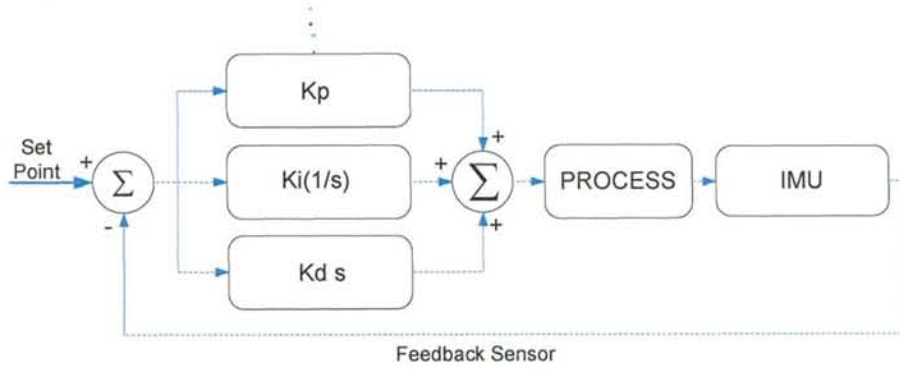 Kp
Set
Point
+
+
Σ
Ki(1/s)
+
Σ
PROCESS
IMU
-
+
Kd s
Feedback Sensor